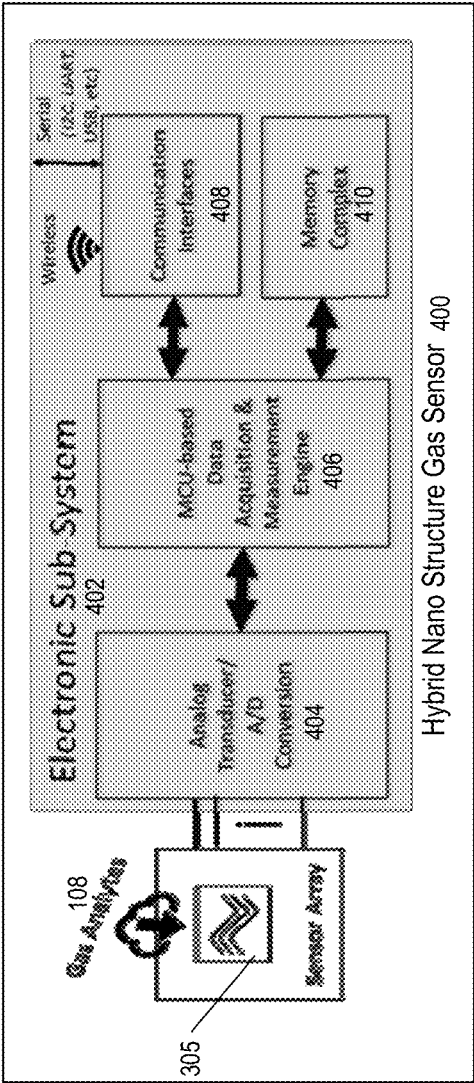 Electronic Sub System
402
Gas Analytes
108
305
Sensor Array
Analog
Transducer/
A/D
Conversion
404
MCU-based
Data
Acquisition &
Measurement
Engine
406
Wireless
Serial
(I2C, UART,
USB, etc)
Communication
Interfaces
408
Memory
Complex
410
Hybrid Nano Structure Gas Sensor 400